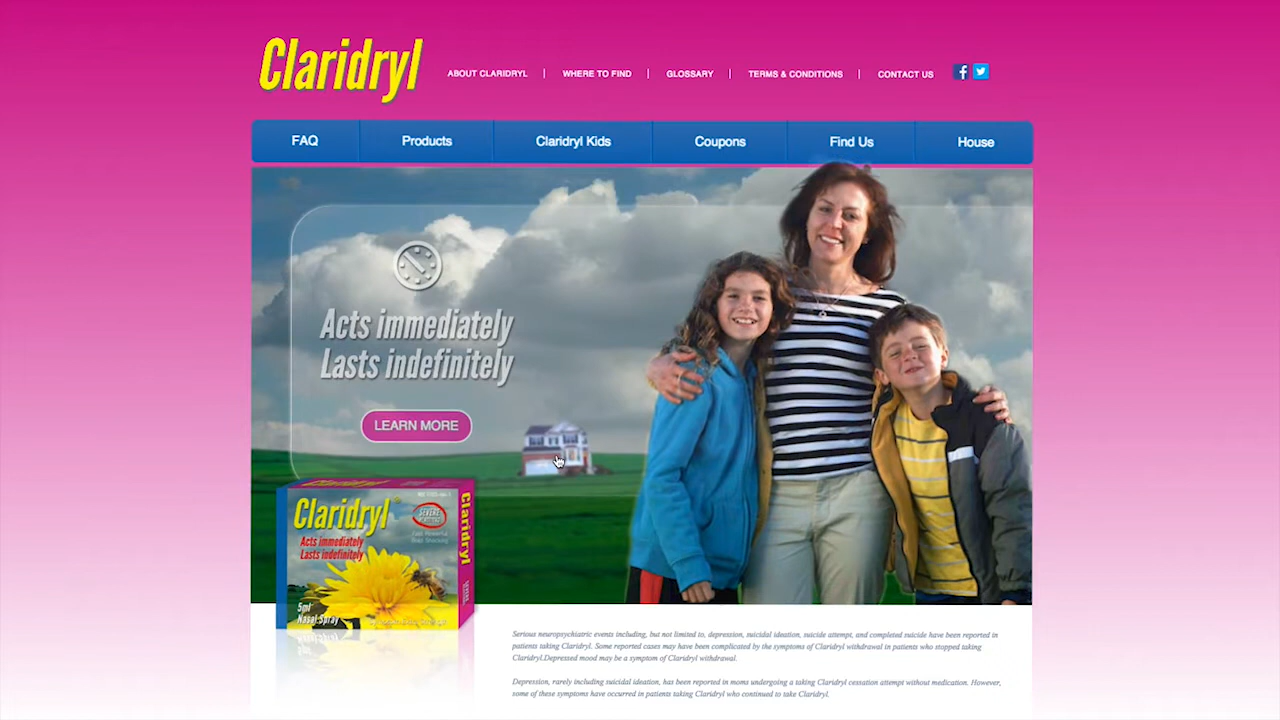 Claridryl
ABOUT CLARIDRYL | WHERE TO FIND | GLOSSARY | TERMS & CONDITIONS | CONTACT US
FAQ Products Claridryl Kids Coupons Find Us House
Acts immediately
Lasts indefinitely
LEARN MORE
Claridryl
Claridryl
SEVERE
Acts immediately
Lasts indefinitely
5ml
Nasal Spray
Serious neuropsychiatric events including, but not limited to, depression, suicidal ideation, suicide attempt, and completed suicide have been reported in
patients taking Claridryl. Some reported cases may have been complicated by the symptoms of Claridryl withdrawal in patients who stopped taking
Claridryl.Depressed mood may be a symptom of Claridryl withdrawal.
Depression, rarely including suicidal ideation, has been reported in moms undergoing a taking Claridryl cessation attempt without medication. However,
some of these symptoms have occurred in patients taking Claridryl who continued to take Claridryl.